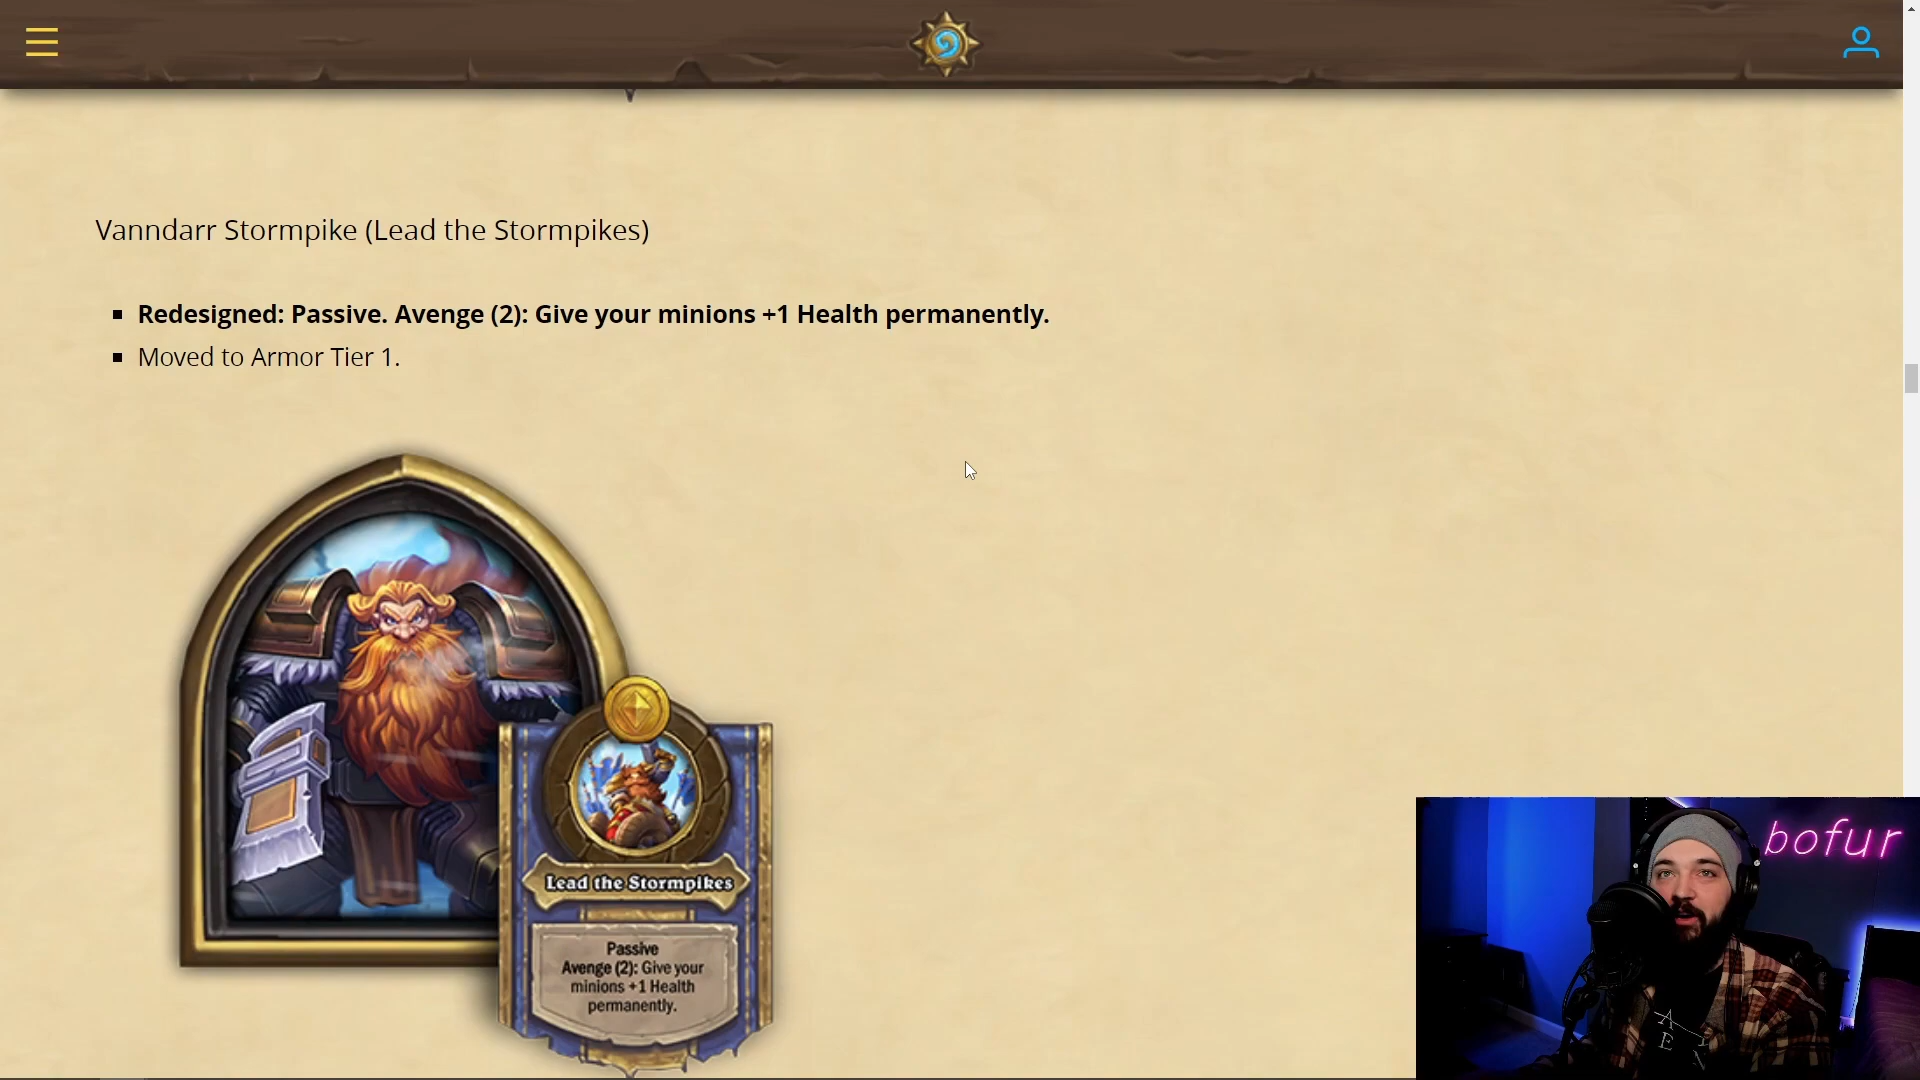 Vanndarr Stormpike (Lead the Stormpikes)
Redesigned: Passive. Avenge (2): Give your minions +1 Health permanently.
Moved to Armor Tier 1.
Lead the Stormpikes
Passive
Avenge (2): Give your
minions +1 Health
permanently.
bofur
A
E